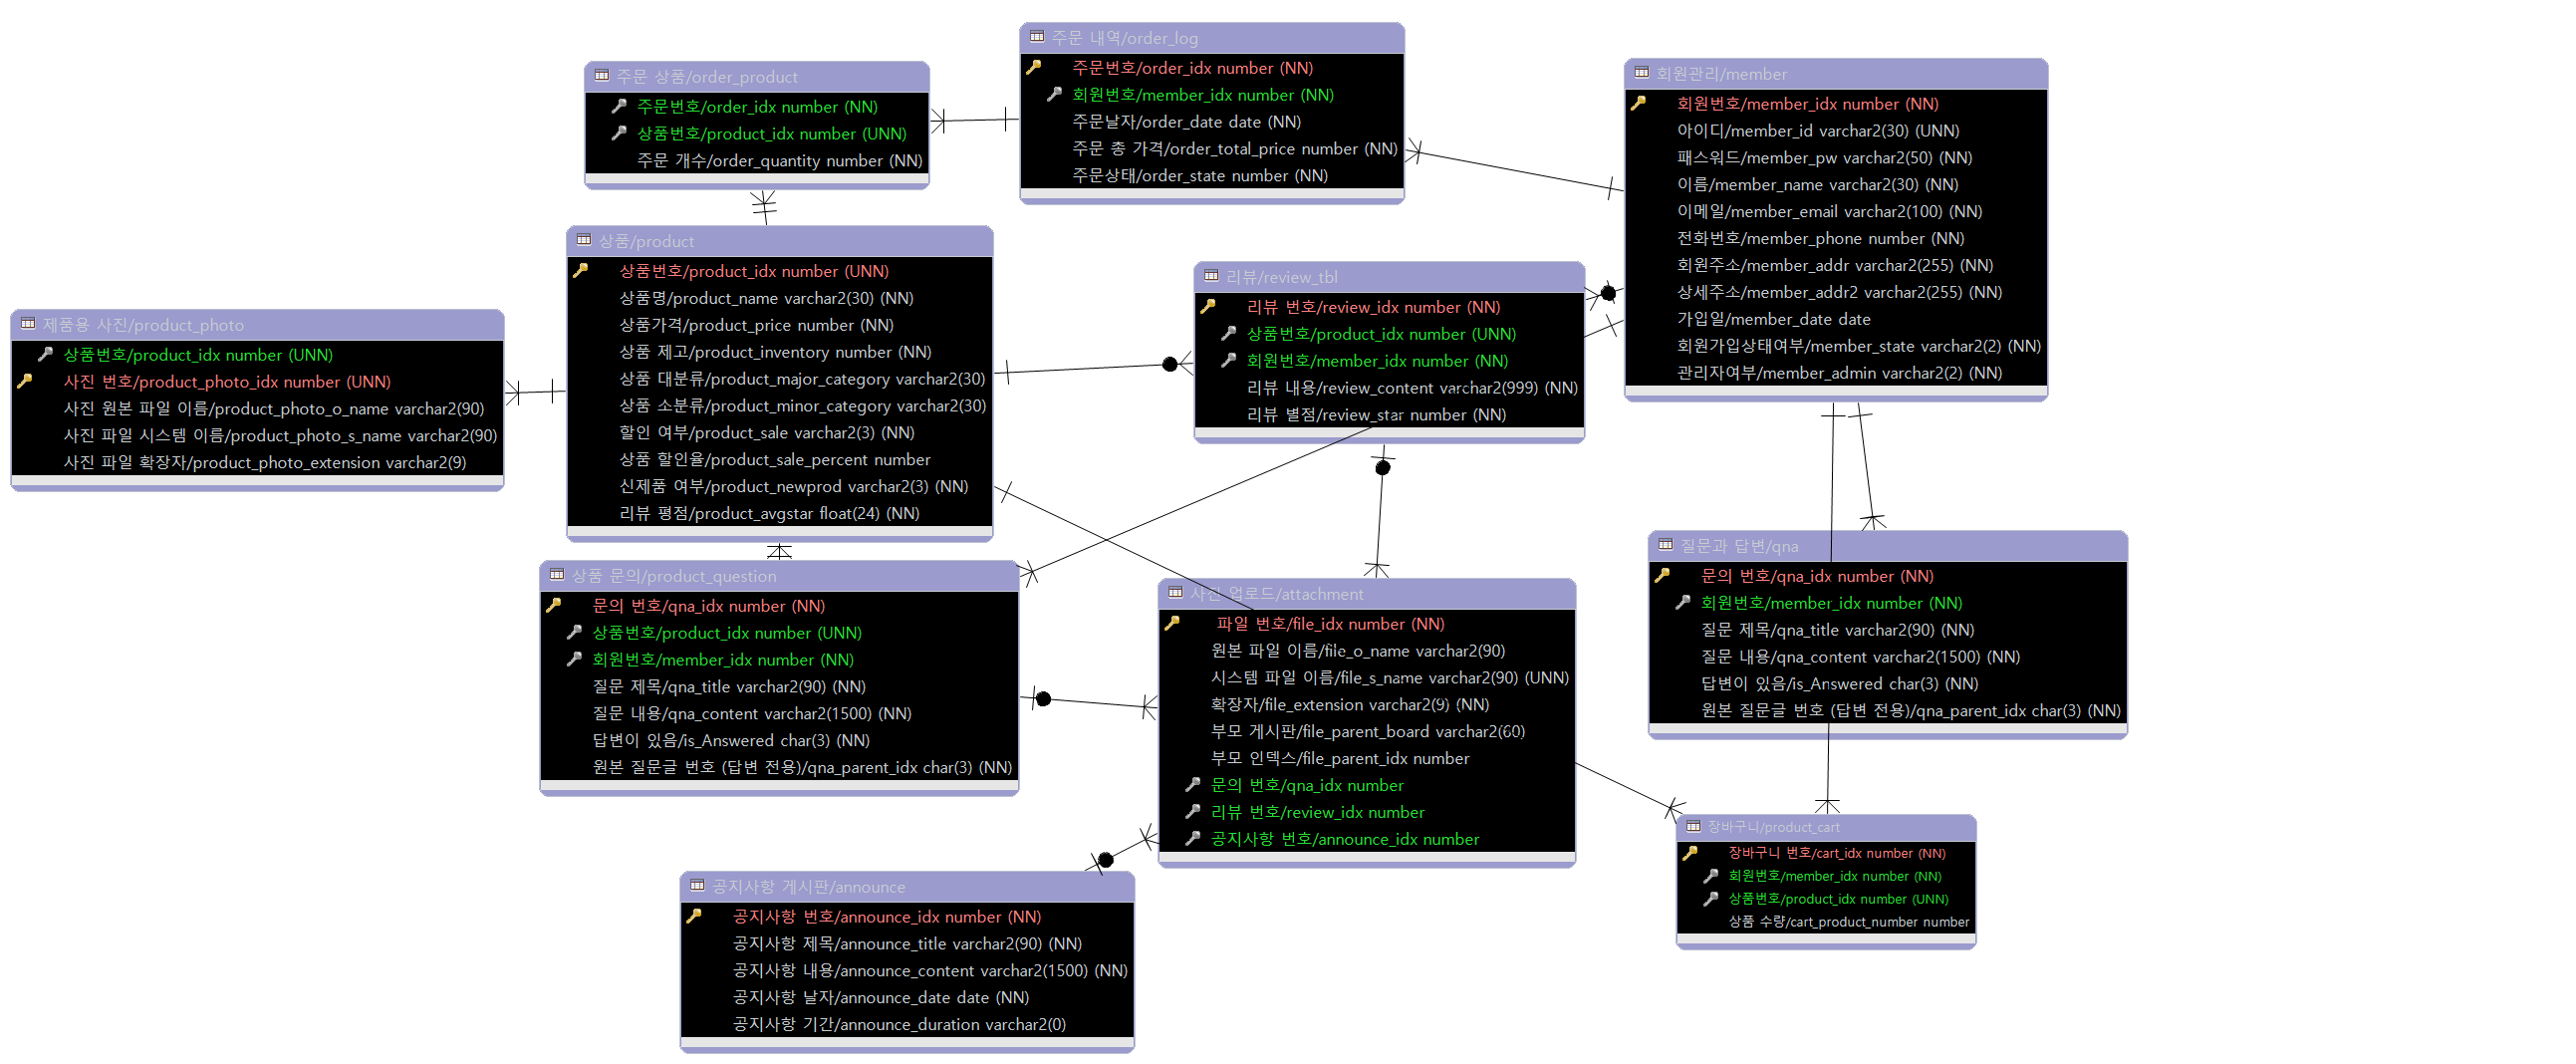 주문 내역/order_log
주문번호/order_idx number (NN)
회원번호/member_idx number (NN)
주문날자/order_date date (NN)
주문 총 가격/order_total_price number (NN)
주문상태/order_state number (NN)
주문 상품/order_product
주문번호/order_idx number (NN)
상품번호/product_idx number (UNN)
주문 개수/order_quantity number (NN)
회원관리/member
회원번호/member_idx number (NN)
아이디/member_id varchar2(30) (UNN)
패스워드/member_pw varchar2(50) (NN)
이름/member_name varchar2(30) (NN)
이메일/member_email varchar2(100) (NN)
전화번호/member_phone number (NN)
회원주소/member_addr varchar2(255) (NN)
상세주소/member_addr2 varchar2(255) (NN)
가입일/member_date date
회원가입상태여부/member_state varchar2(2) (NN)
관리자여부/member_admin varchar2(2) (NN)
상품/product
상품번호/product_idx number (UNN)
상품명/product_name varchar2(30) (NN)
상품가격/product_price number (NN)
상품 제고/product_inventory number (NN)
상품 대분류/product_major_category varchar2(30)
상품 소분류/product_minor_category varchar2(30)
할인 여부/product_sale varchar2(3) (NN)
상품 할인율/product_sale_percent number
신제품 여부/product_newprod varchar2(3) (NN)
리뷰 평점/product_avgstar float(24) (NN)
리뷰/review_tbl
리뷰 번호/review_idx number (NN)
상품번호/product_idx number (UNN)
회원번호/member_idx number (NN)
리뷰 내용/review_content varchar2(999) (NN)
리뷰 별점/review_star number (NN)
제품용 사진/product_photo
상품번호/product_idx number (UNN)
사진 번호/product_photo_idx number (UNN)
사진 원본 파일 이름/product_photo_o_name varchar2(90)
사진 파일 시스템 이름/product_photo_s_name varchar2(90)
사진 파일 확장자/product_photo_extension varchar2(9)
상품 문의/product_question
문의 번호/qna_idx number (NN)
상품번호/product_idx number (UNN)
회원번호/member_idx number (NN)
질문 제목/qna_title varchar2(90) (NN)
질문 내용/qna_content varchar2(1500) (NN)
답변이 있음/is_Answered char(3) (NN)
원본 질문글 번호 (답변 전용)/qna_parent_idx char(3) (NN)
사진 업로드/attachment
파일 번호/file_idx number (NN)
원본 파일 이름/file_o_name varchar2(90)
시스템 파일 이름/file_s_name varchar2(90) (UNN)
확장자/file_extension varchar2(9) (NN)
부모 게시판/file_parent_board varchar2(60)
부모 인덱스/file_parent_idx number
문의 번호/qna_idx number
리뷰 번호/review_idx number
공지사항 번호/announce_idx number
질문과 답변/qna
문의 번호/qna_idx number (NN)
회원번호/member_idx number (NN)
질문 제목/qna_title varchar2(90) (NN)
질문 내용/qna_content varchar2(1500) (NN)
답변이 있음/is_Answered char(3) (NN)
원본 질문글 번호 (답변 전용)/qna_parent_idx char(3) (NN)
장바구니/product_cart
장바구니 번호/cart_idx number (NN)
회원번호/member_idx number (NN)
상품번호/product_idx number (UNN)
상품 수량/cart_product_number number
공지사항 게시판/announce
공지사항 번호/announce_idx number (NN)
공지사항 제목/announce_title varchar2(90) (NN)
공지사항 내용/announce_content varchar2(1500) (NN)
공지사항 날자/announce_date date (NN)
공지사항 기간/announce_duration varchar2(0)